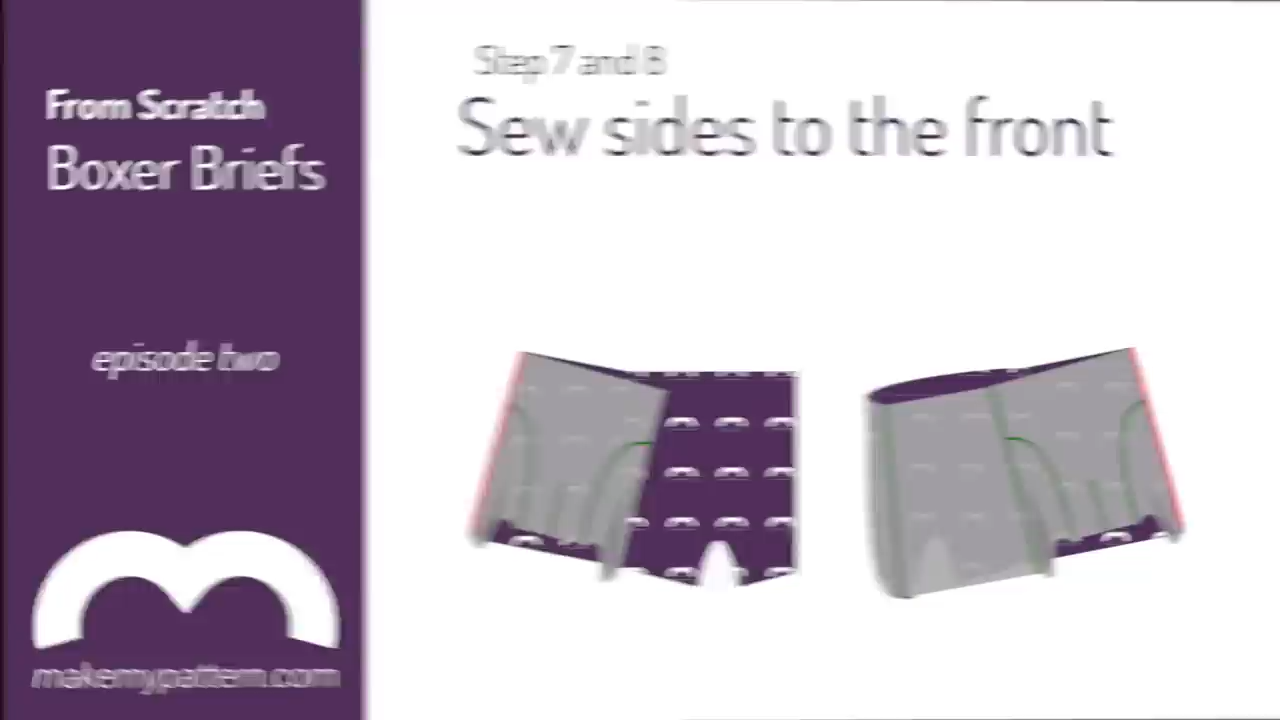 From Scratch
Boxer Briefs
episode two
makemypattern.com
Step 7 and 8
Sew sides to the front